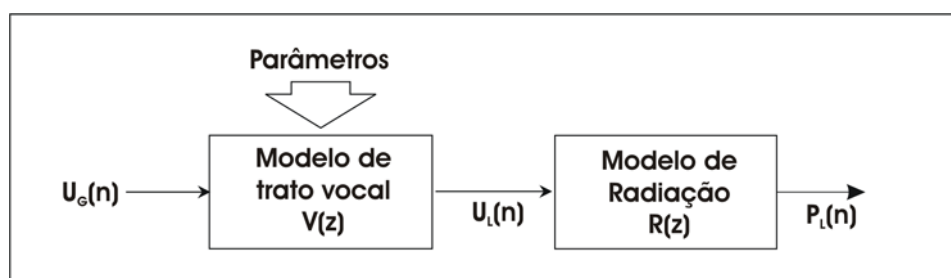 Parâmetros
U_G(n)
Modelo de
trato vocal
V(z)
U_L(n)
Modelo de
Radiação
R(z)
P_L(n)